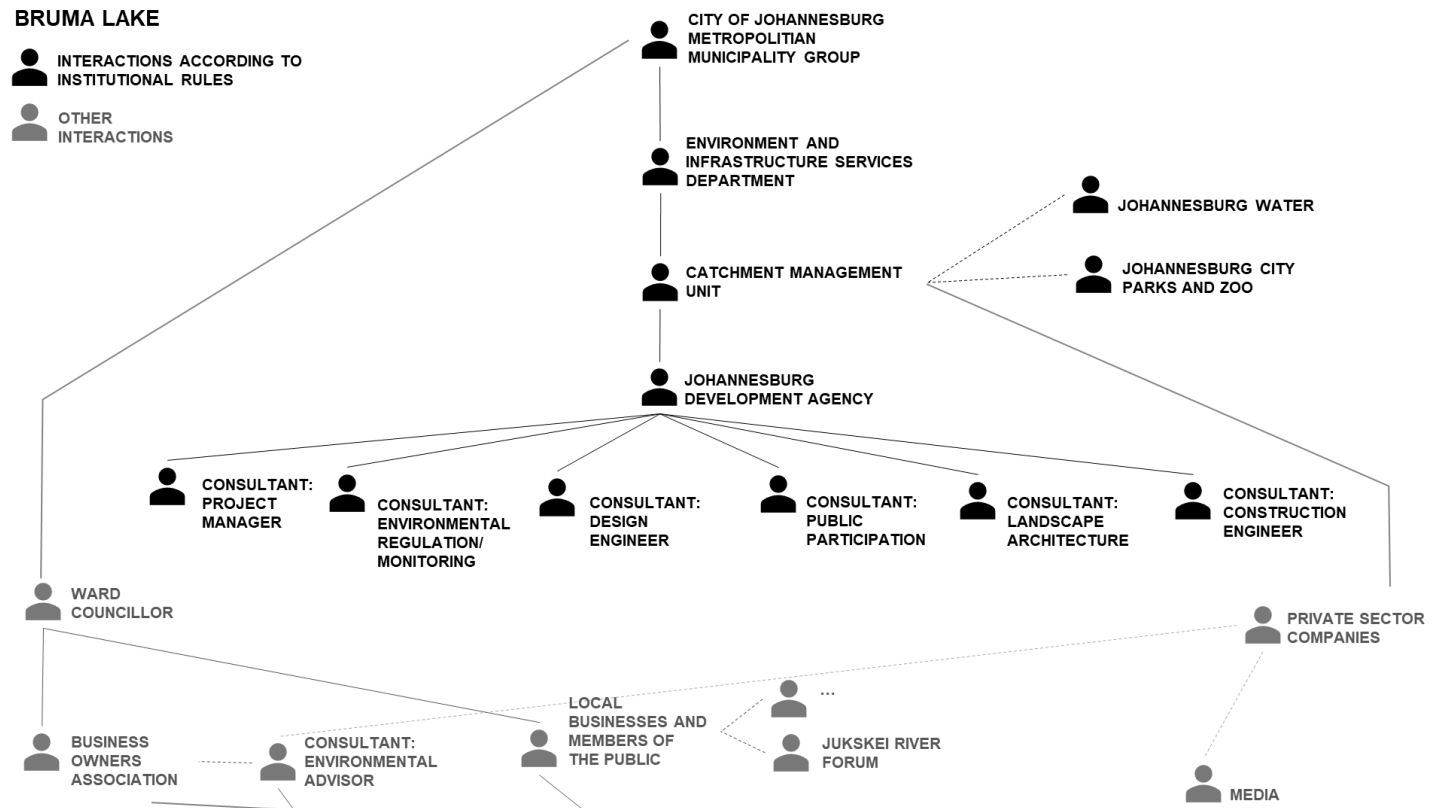 BRUMA LAKE
INTERACTIONS ACCORDING TO
INSTITUTIONAL RULES
OTHER
INTERACTIONS
CITY OF JOHANNESBURG
METROPOLITIAN
MUNICIPALITY GROUP
ENVIRONMENT AND
INFRASTRUCTURE SERVICES
DEPARTMENT
JOHANNESBURG WATER
CATCHMENT MANAGEMENT
UNIT
JOHANNESBURG CITY
PARKS AND ZOO
JOHANNESBURG
DEVELOPMENT AGENCY
CONSULTANT:
PROJECT
MANAGER
CONSULTANT:
ENVIRONMENTAL
REGULATION/
MONITORING
CONSULTANT:
DESIGN
ENGINEER
CONSULTANT:
PUBLIC
PARTICIPATION
CONSULTANT:
LANDSCAPE
ARCHITECTURE
CONSULTANT:
CONSTRUCTION
ENGINEER
WARD
COUNCILLOR
PRIVATE SECTOR
COMPANIES
BUSINESS
OWNERS
ASSOCIATION
CONSULTANT:
ENVIRONMENTAL
ADVISOR
LOCAL
BUSINESSES AND
MEMBERS OF
THE PUBLIC
...
JUKSKEI RIVER
FORUM
MEDIA